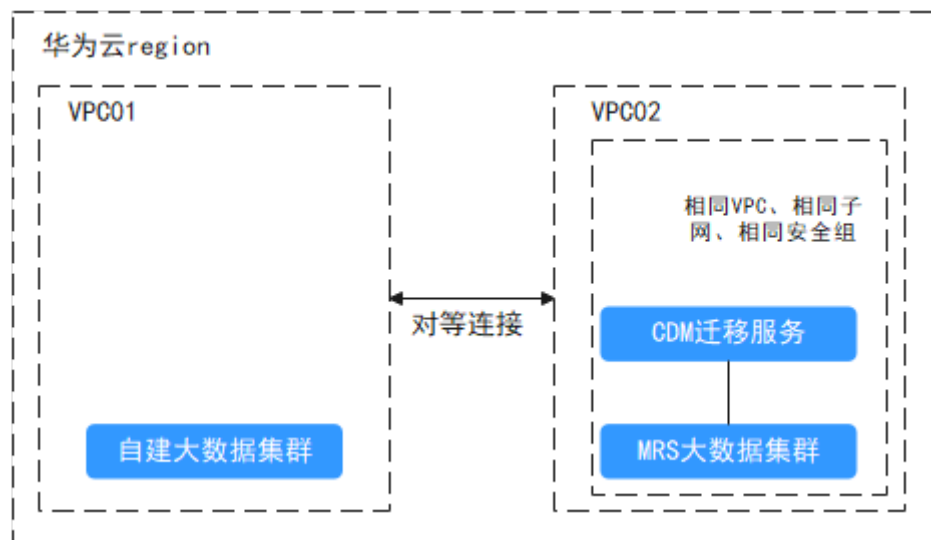 华为云region
VPC01
VPC02
相同VPC、相同子
网、相同安全组
对等连接
CDM迁移服务
自建大数据集群
MRS大数据集群